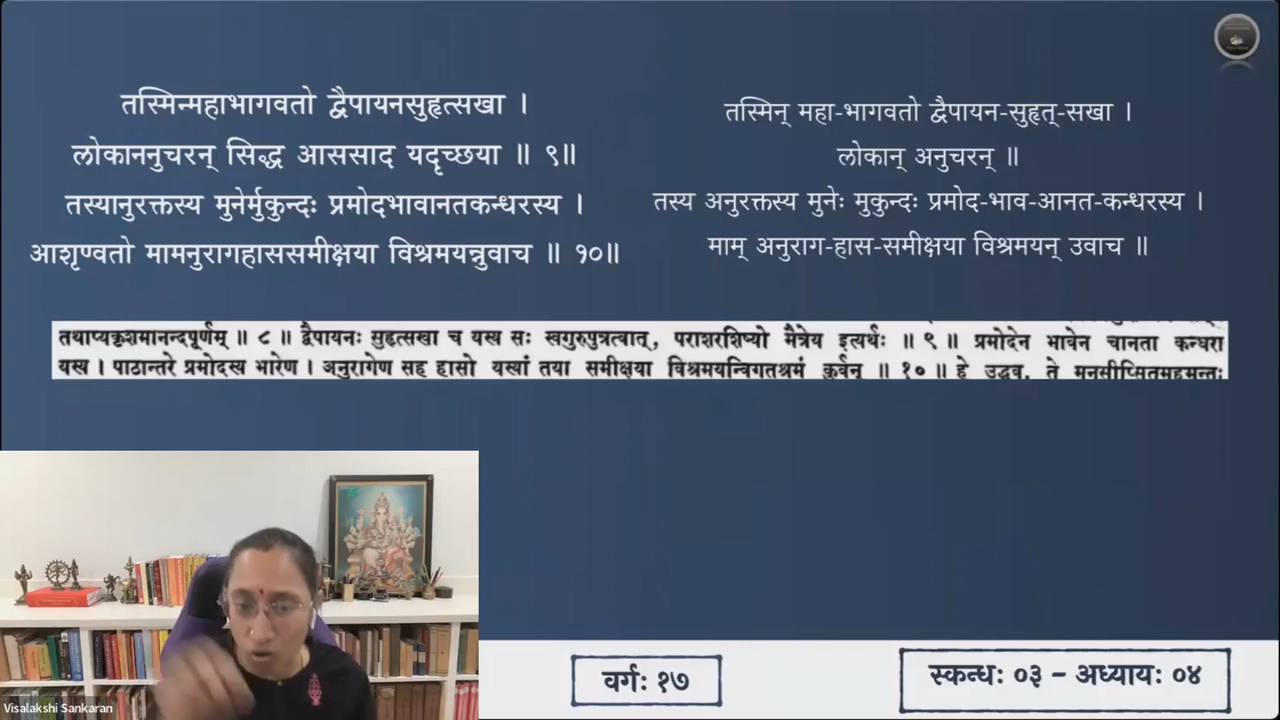 तस्मिन्महाभागवतो द्वैपायनसुहृत्सखा ।
लोकाननुचरन् सिद्ध आससाद यदृच्छया ॥ ९॥
तस्यानुरक्तस्य मुनेर्मुकुन्दः प्रमोदभावानतकन्धरस्य ।
आशृण्वतो मामनुरागहाससमीक्षया विश्रमयन्नुवाच ॥ १०॥
तस्मिन् महा-भागवतो द्वैपायन-सुहृत्-सखा ।
लोकान् अनुचरन् ॥
तस्य अनुरक्तस्य मुनेः मुकुन्दः प्रमोद-भाव-आनत-कन्धरस्य ।
माम् अनुराग-हास-समीक्षया विश्रमयन् उवाच ॥
तथाप्यकृशमानन्दपूर्णम् ॥ ८ ॥ द्वैपायनः सुहृत्सखा च यस्य सः स्वगुरुपुत्रत्वात्, पराशरशिष्यो मैत्रेय इत्यर्थः ॥ ९ ॥ प्रमोदेन भावेन चानता कन्धरा
यस्य । पाठान्तरे प्रमोदस्य भारेण । अनुरागेण सह हासो यस्यां तया समीक्षया विश्रमयन्विगतश्रमं कुर्वन् ॥ १० ॥ हे उद्धव, ते मनसीप्सितमहमन्तः
Visalakshi Sankaran
वर्गः १७
स्कन्धः ०३ – अध्यायः ०४